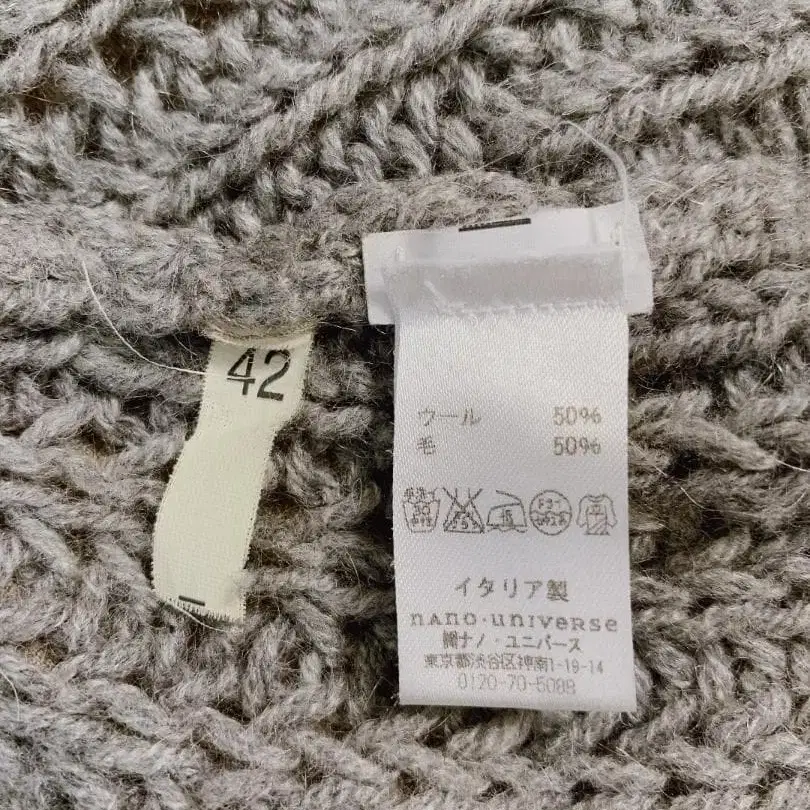 42
ウール 50%
毛 50%
イタリア製
nano·universe
㈱ナノ・ユニバース
東京都渋谷区神南1-19-14
0120-70-5088